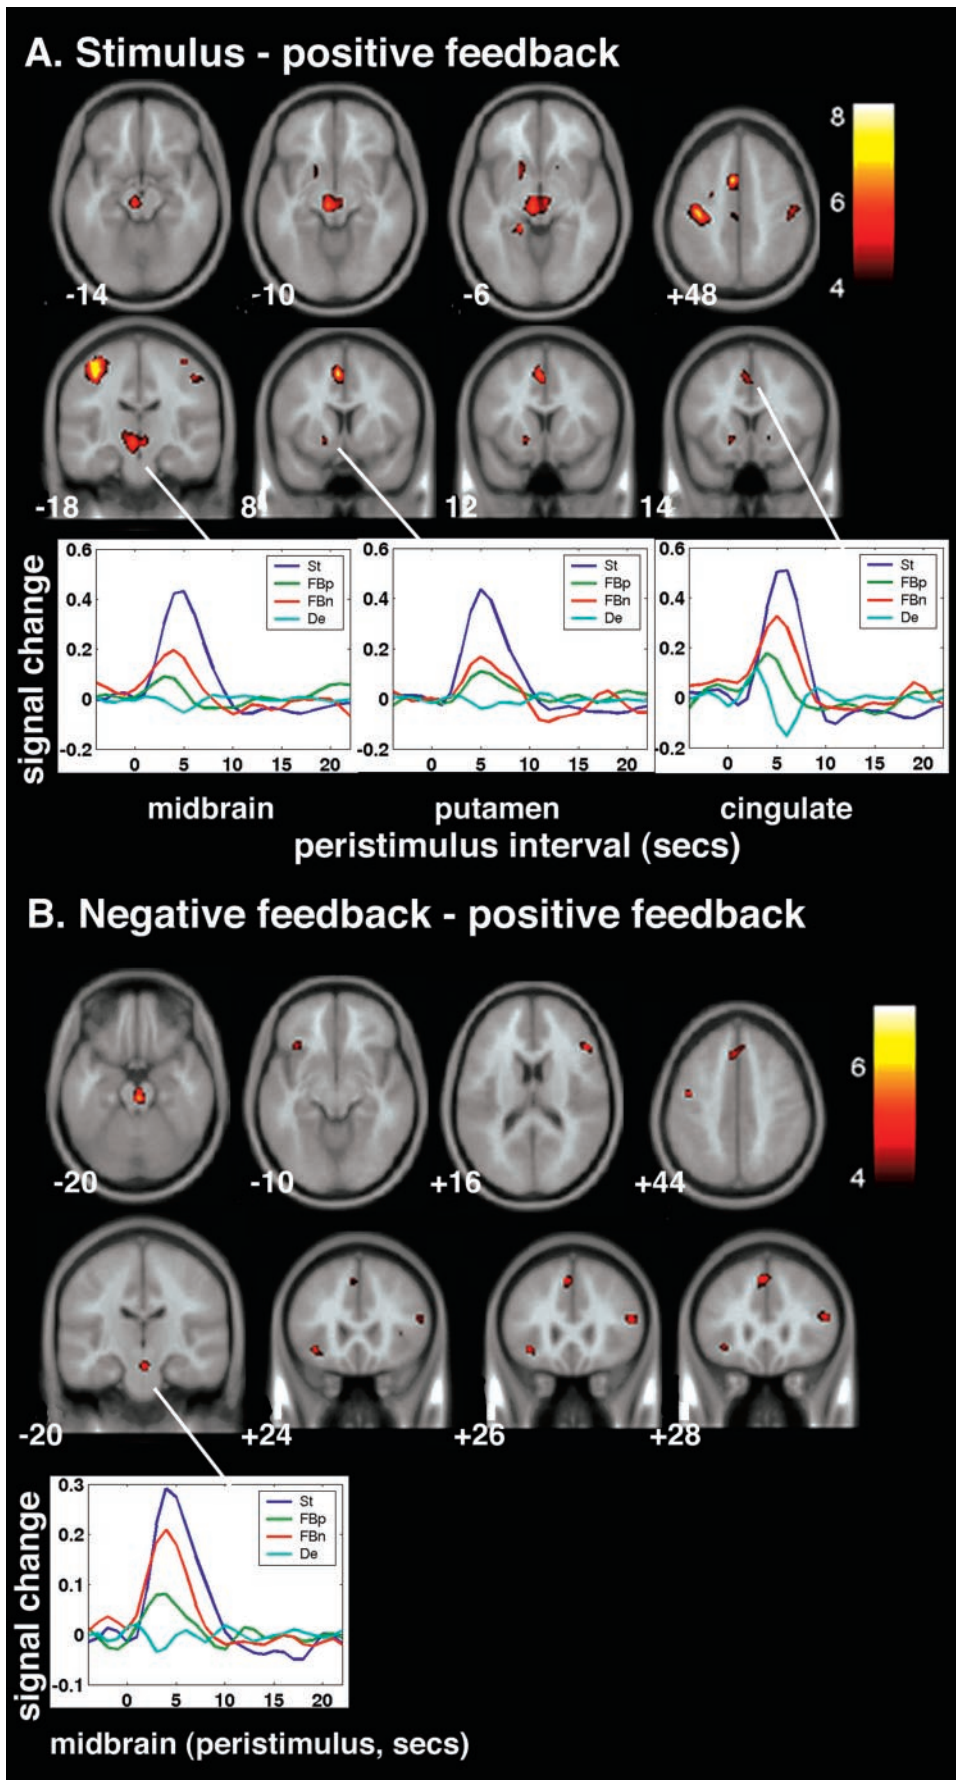 A. Stimulus - positive feedback
8
6
4
-14
-10
-6
+48
-18
8
12
14
signal change
0.6
0.4
0.2
0
-0.2
St
FBp
FBn
De
0 5 10 15 20
0.6
0.4
0.2
0
-0.2
St
FBp
FBn
De
0 5 10 15 20
0.6
0.4
0.2
0
-0.2
St
FBp
FBn
De
0 5 10 15 20
midbrain
putamen
cingulate
peristimulus interval (secs)
B. Negative feedback - positive feedback
6
4
-20
-10
+16
+44
-20
+24
+26
+28
signal change
0.3
0.2
0.1
0
-0.1
St
FBp
FBn
De
0 5 10 15 20
midbrain (peristimulus, secs)